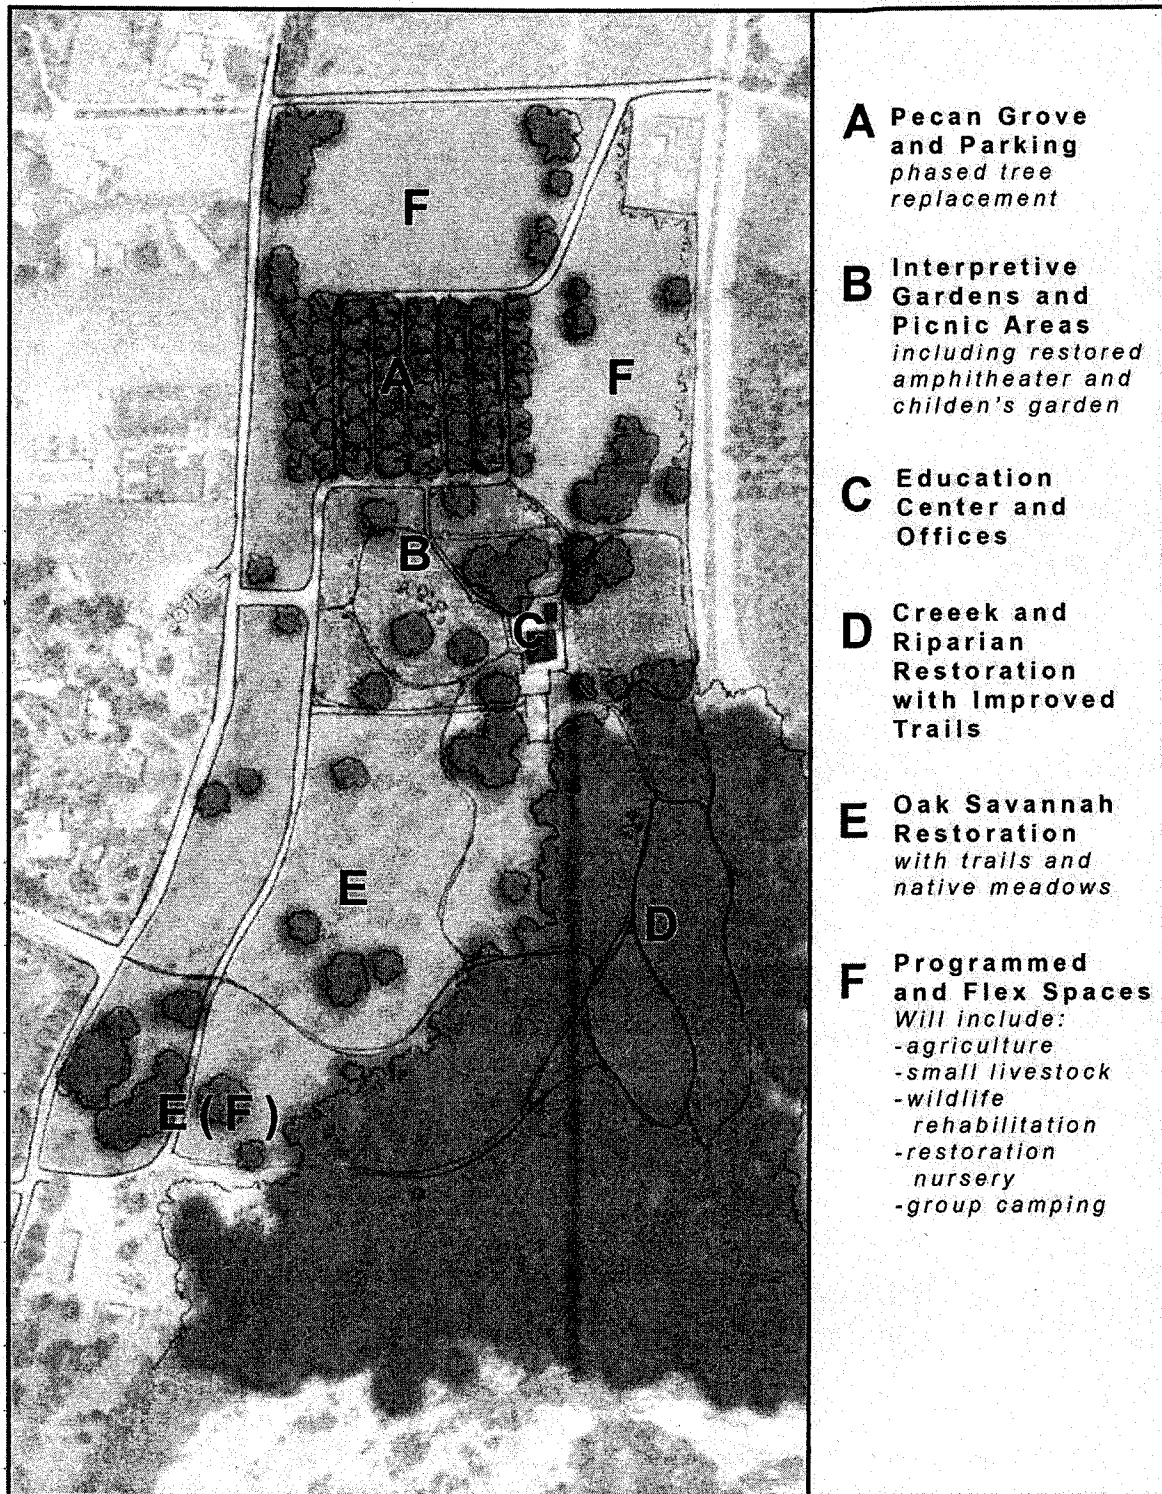 F
A
F
B
C
E
D
E(F)
A Pecan Grove
and Parking
phased tree
replacement
B Interpretive
Gardens and
Picnic Areas
including restored
amphitheater and
childen's garden
C Education
Center and
Offices
D Creeek and
Riparian
Restoration
with Improved
Trails
E Oak Savannah
Restoration
with trails and
native meadows
F Programmed
and Flex Spaces
Will include:
-agriculture
-small livestock
-wildlife
rehabilitation
-restoration
nursery
-group camping